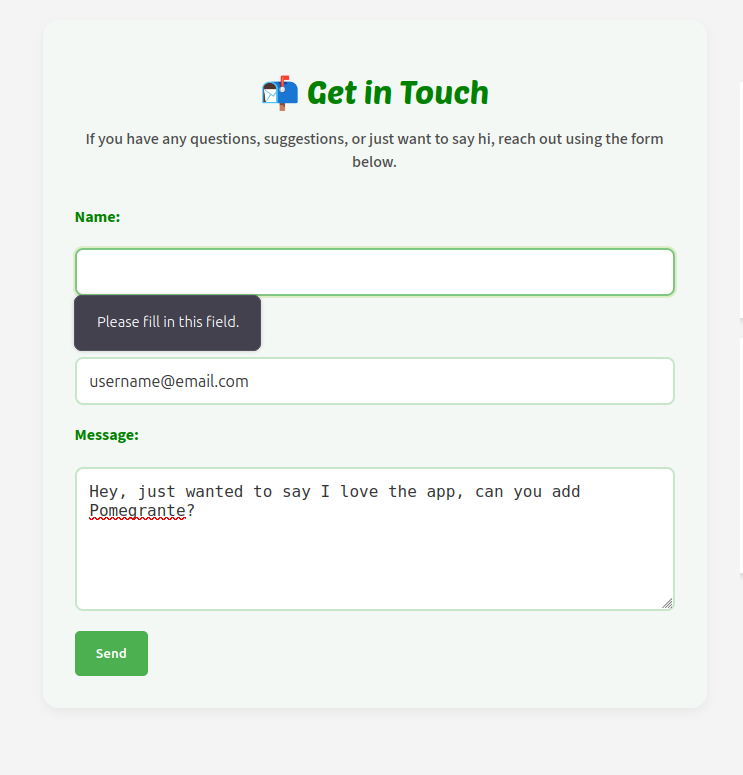 Get in Touch
If you have any questions, suggestions, or just want to say hi, reach out using the form
below.
Name:
Please fill in this field.
username@email.com
Message:
Hey, just wanted to say I love the app, can you add
Pomegrante?
Send